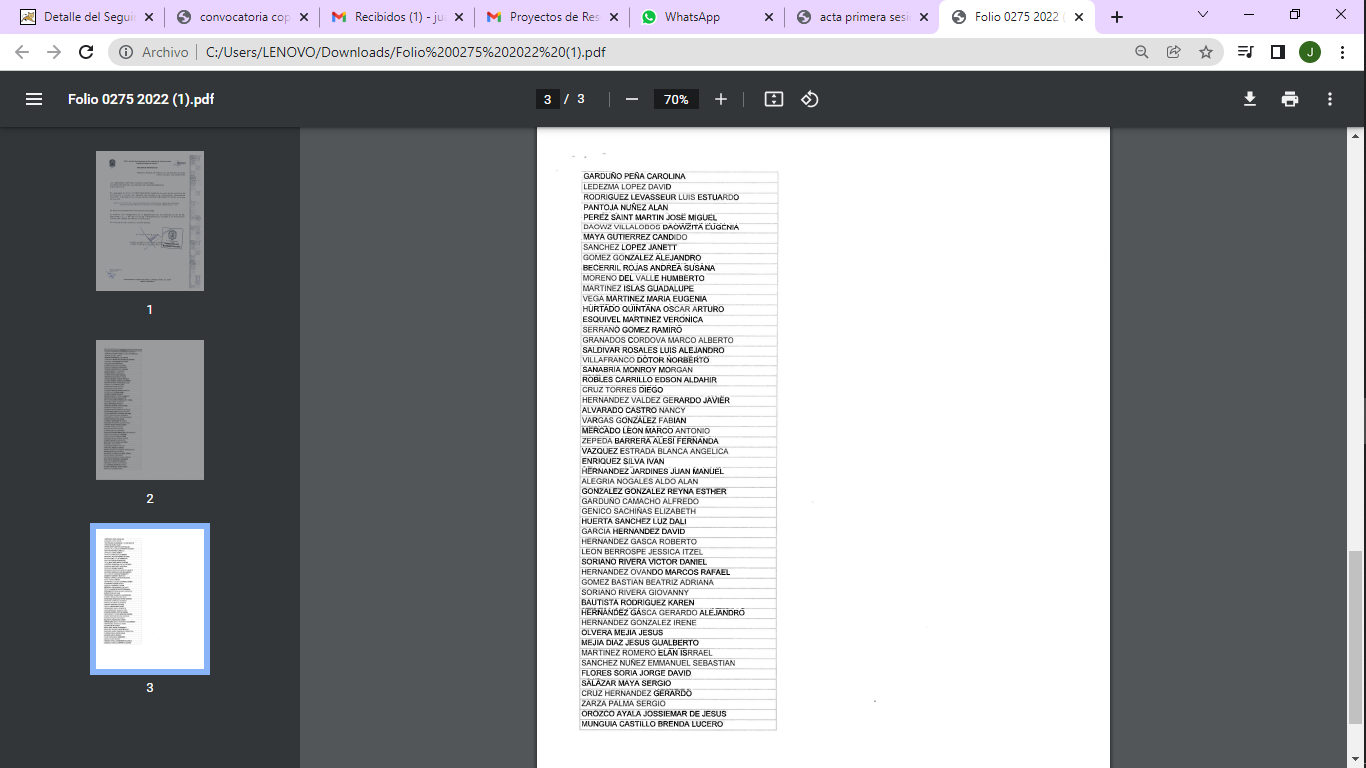 Detalle del Segui
convocatoria cop
Recibidos (1) - ju
Proyectos de Res
WhatsApp
acta primera sesi
Folio 0275 2022 (
Archivo C:/Users/LENOVO/Downloads/Folio%200275%202022%20(1).pdf
J
Folio 0275 2022 (1).pdf
3 / 3
70%
1
2
3
GARDUÑO PEÑA CAROLINA
LEDEZMA LOPEZ DAVID
RODRIGUEZ LEVASSEUR LUIS ESTUARDO
PANTOJA NUÑEZ ALAN
PEREZ SAINT MARTIN JOSE MIGUEL
DAOWZ VILLALOBOS DAOWZITA EUGENIA
MAYA GUTIERREZ CANDIDO
SANCHEZ LOPEZ JANETT
GOMEZ GONZALEZ ALEJANDRO
BECERRIL ROJAS ANDREA SUSANA
MORENO DEL VALLE HUMBERTO
MARTINEZ ISLAS GUADALUPE
VEGA MARTINEZ MARIA EUGENIA
HURTADO QUINTANA OSCAR ARTURO
ESQUIVEL MARTINEZ VERONICA
SERRANO GOMEZ RAMIRO
GRANADOS CORDOVA MARCO ALBERTO
SALDIVAR ROSALES LUIS ALEJANDRO
VILLAFRANCO DOTOR NORBERTO
SANABRIA MONROY MORGAN
ROBLES CARRILLO EDSON ALDAHIR
CRUZ TORRES DIEGO
HERNANDEZ VALDEZ GERARDO JAVIER
ALVARADO CASTRO NANCY
VARGAS GONZALEZ FABIAN
MERCADO LEON MARCO ANTONIO
ZEPEDA BARRERA ALESI FERNANDA
VAZQUEZ ESTRADA BLANCA ANGELICA
ENRIQUEZ SILVA IVAN
HERNANDEZ JARDINES JUAN MANUEL
ALEGRIA NOGALES ALDO ALAN
GONZALEZ GONZALEZ REYNA ESTHER
GARDUÑO CAMACHO ALFREDO
GENICO SACHIÑAS ELIZABETH
HUERTA SANCHEZ LUZ DALI
GARCIA HERNANDEZ DAVID
HERNANDEZ GASCA ROBERTO
LEON BERROSPE JESSICA ITZEL
SORIANO RIVERA VICTOR DANIEL
HERNANDEZ OVANDO MARCOS RAFAEL
GOMEZ BASTIAN BEATRIZ ADRIANA
SORIANO RIVERA GIOVANNY
BAUTISTA RODRIGUEZ KAREN
HERNANDEZ GASCA GERARDO ALEJANDRO
HERNANDEZ GONZALEZ IRENE
OLVERA MEJIA JESUS
MEJIA DIAZ JESUS GUALBERTO
MARTINEZ ROMERO ELAN ISRRAEL
SANCHEZ NUÑEZ EMMANUEL SEBASTIAN
FLORES SORIA JORGE DAVID
SALAZAR MAYA SERGIO
CRUZ HERNANDEZ GERARDO
ZARZA PALMA SERGIO
OROZCO AYALA JOSSIEMAR DE JESUS
MUNGUIA CASTILLO BRENDA LUCERO